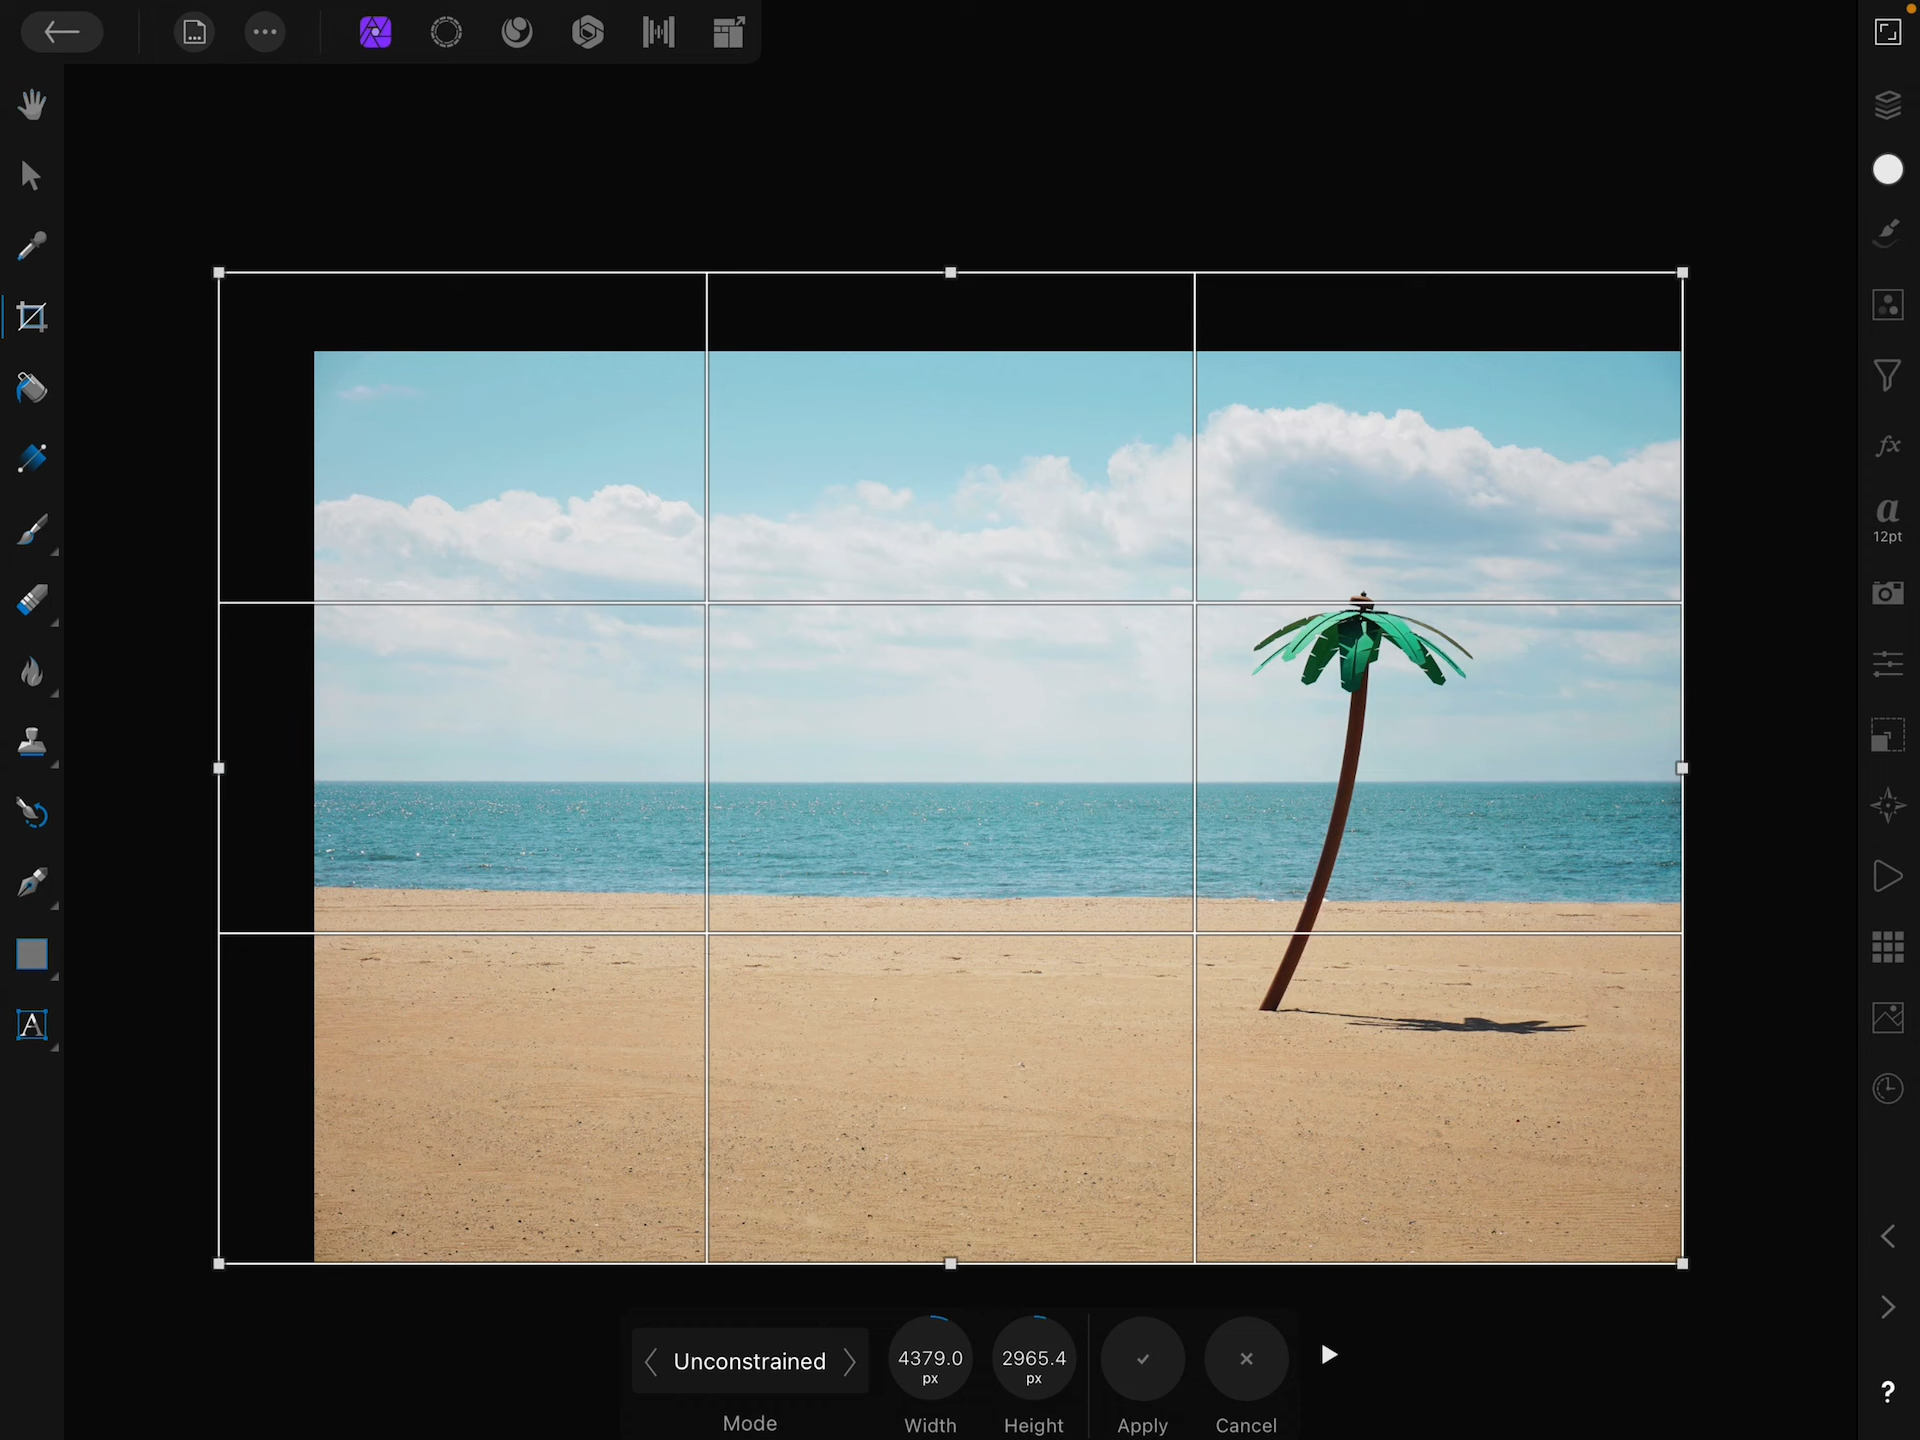 12pt
Unconstrained
Mode
4379.0
px
Width
2965.4
px
Height
Apply
Cancel
?